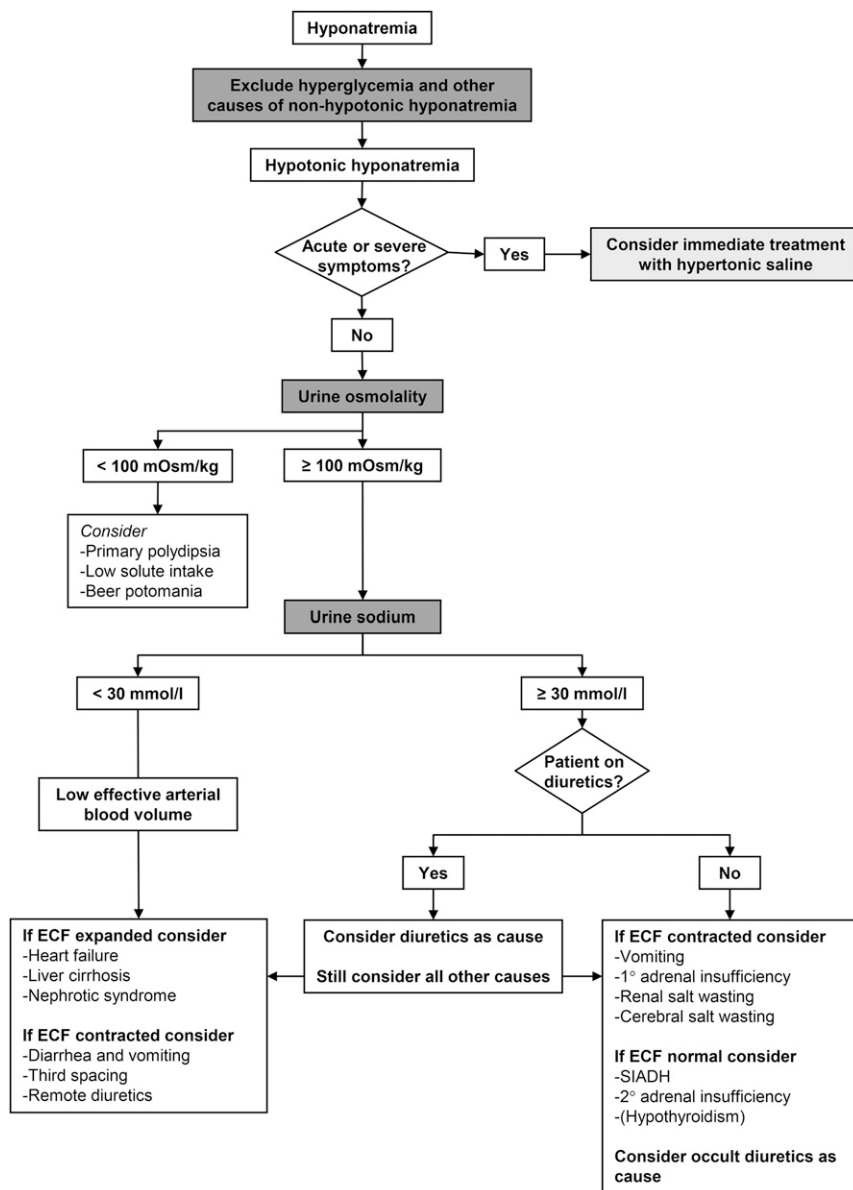 Hyponatremia
Exclude hyperglycemia and other
causes of non-hypotonic hyponatremia
Hypotonic hyponatremia
Acute or severe
symptoms?
Yes
Consider immediate treatment
with hypertonic saline
No
Urine osmolality
< 100 mOsm/kg
≥ 100 mOsm/kg
Consider
-Primary polydipsia
-Low solute intake
-Beer potomania
Urine sodium
< 30 mmol/l
≥ 30 mmol/l
Patient on
diuretics?
Low effective arterial
blood volume
Yes
No
If ECF expanded consider
-Heart failure
-Liver cirrhosis
-Nephrotic syndrome
If ECF contracted consider
-Diarrhea and vomiting
-Third spacing
-Remote diuretics
Consider diuretics as cause
Still consider all other causes
If ECF contracted consider
-Vomiting
-1° adrenal insufficiency
-Renal salt wasting
-Cerebral salt wasting
If ECF normal consider
-SIADH
-2° adrenal insufficiency
-(Hypothyroidism)
Consider occult diuretics as
cause